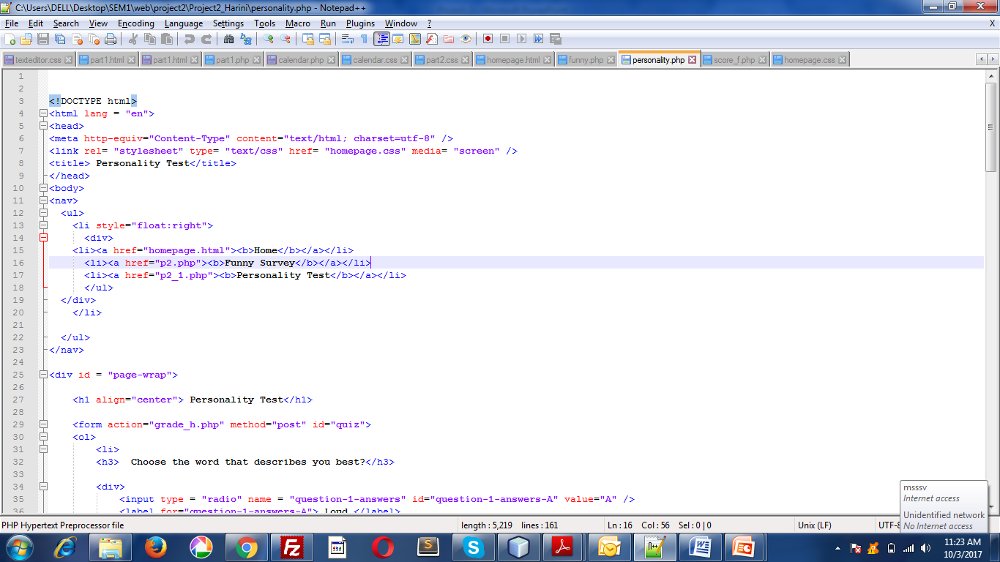 C:\Users\DELL\Desktop\SEM1\web\project2\Project2_Harini\personality.php - Notepad++
File Edit Search View Encoding Language Settings Tools Macro Run Plugins Window ? X
texteditor.css part1.html part1.html part1.php calendar.php calendar.css part2.css homepage.html funny.php personality.php score_f.php homepage.css
1
2
3 <!DOCTYPE html>
4 <html lang = "en">
5 <head>
6 <meta http-equiv="Content-Type" content="text/html; charset=utf-8" />
7 <link rel= "stylesheet" type= "text/css" href= "homepage.css" media= "screen" />
8 <title> Personality Test</title>
9 </head>
10 <body>
11 <nav>
12 <ul>
13 <li style="float:right">
14 <div>
15 <li><a href="homepage.html"><b>Home</b></a></li>
16 <li><a href="p2.php"><b>Funny Survey</b></a></li>
17 <li><a href="p2_1.php"><b>Personality Test</b></a></li>
18 </ul>
19 </div>
20 </li>
21
22 </ul>
23 </nav>
24
25 <div id = "page-wrap">
26
27 <h1 align="center"> Personality Test</h1>
28
29 <form action="grade_h.php" method="post" id="quiz">
30 <ol>
31 <li>
32 <h3>  Choose the word that describes you best?</h3>
33
34 <div>
35 <input type = "radio" name = "question-1-answers" id="question-1-answers-A" value="A" />
36 <label for="question-1-answers-A"> Loud </label>
msssv
Internet access
Unidentified network
No Internet access
PHP Hypertext Preprocessor file length : 5,219 lines : 161 Ln : 16 Col : 56 Sel : 0 | 0 Unix (LF) UTF-8
11:23 AM
10/3/2017